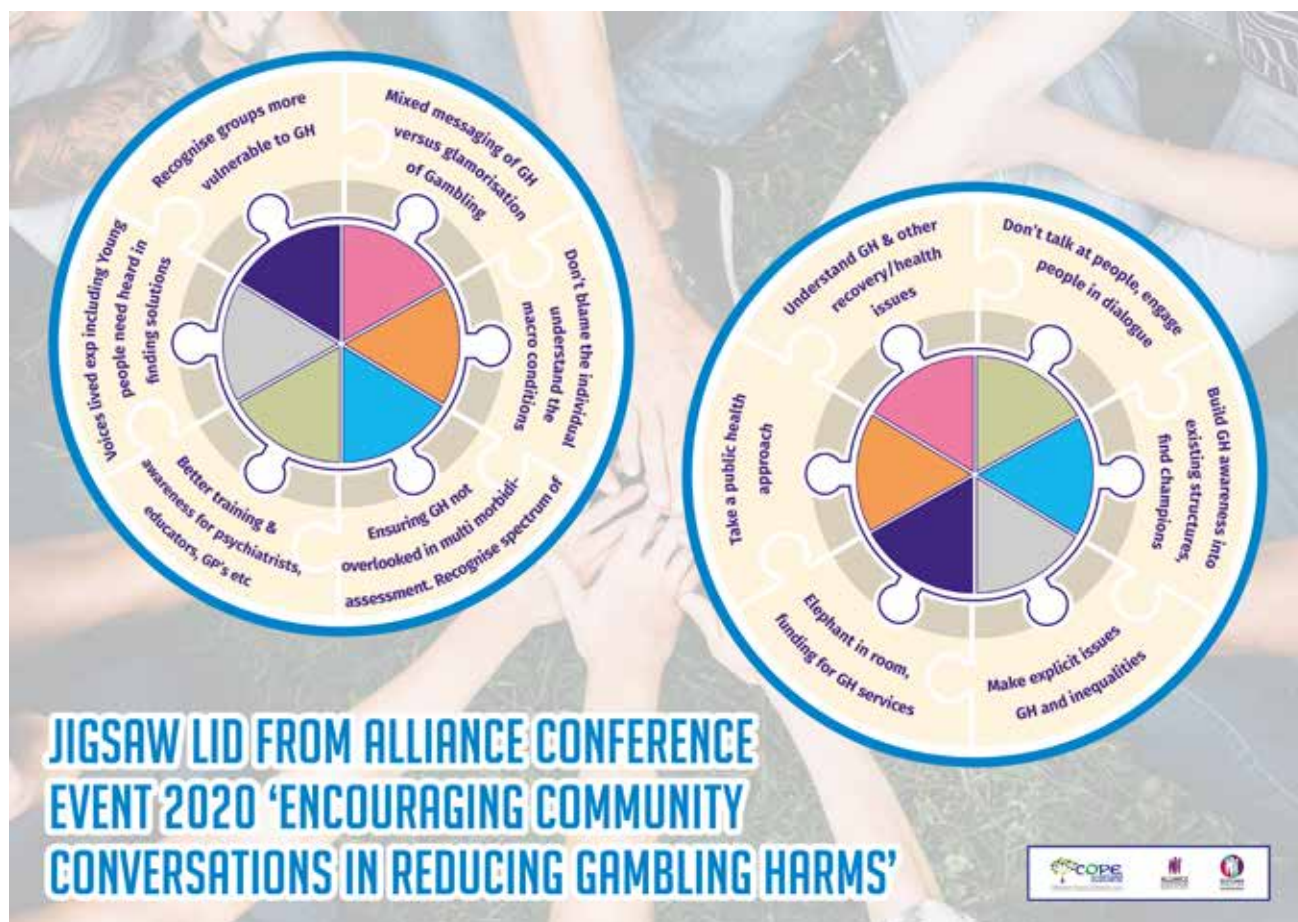 Recognise groups more
vulnerable to GH
Mixed messaging of GH
versus glamorisation
of Gambling
Don't blame the individual
understand the
macro conditions
Ensuring GH not
overlooked in multi morbidi-
assessment. Recognise spectrum of
Better training &
awareness for psychiatrists,
educators, GP's etc
Voices lived exp including Young
people need heard in
finding solutions
Understand GH & other
recovery/health
issues
Don't talk at people, engage
people in dialogue
Build GH awareness into
existing structures,
find champions
Make explicit issues
GH and inequalities
Elephant in room,
funding for GH services
Take a public health
approach
JIGSAW LID FROM ALLIANCE CONFERENCE
EVENT 2020 ‘ENCOURAGING COMMUNITY
CONVERSATIONS IN REDUCING GAMBLING HARMS’
COPE
ALLIANCE